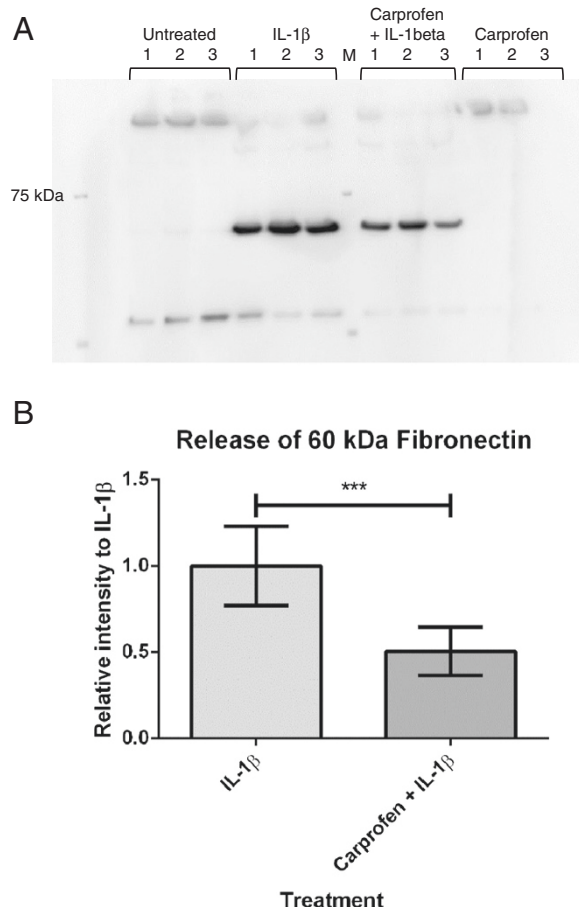 A
Untreated
IL-1β
Carprofen
+ IL-1beta
Carprofen
1 2 3 1 2 3 M 1 2 3 1 2 3
75 kDa
B
Release of 60 kDa Fibronectin
Relative intensity to IL-1β
1.5
1.0
0.5
0.0
***
IL-1β
Carprofen + IL-1β
Treatment